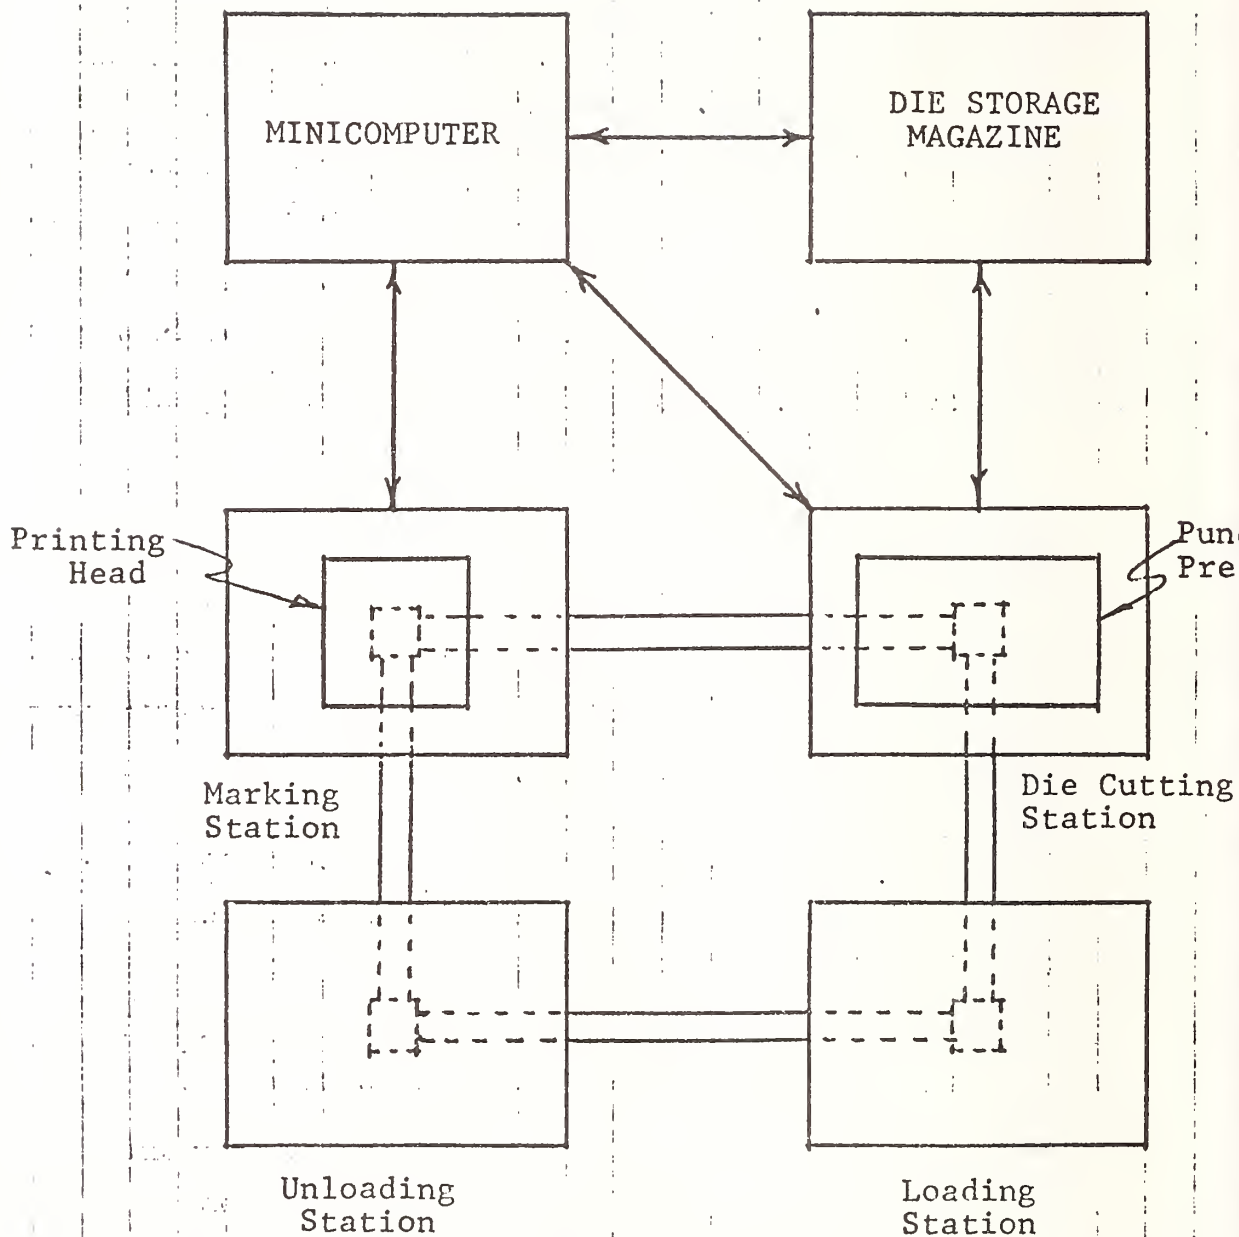 MINICOMPUTER
DIE STORAGE
MAGAZINE
Printing
Head
Marking
Station
Die Cutting
Station
Unloading
Station
Loading
Station